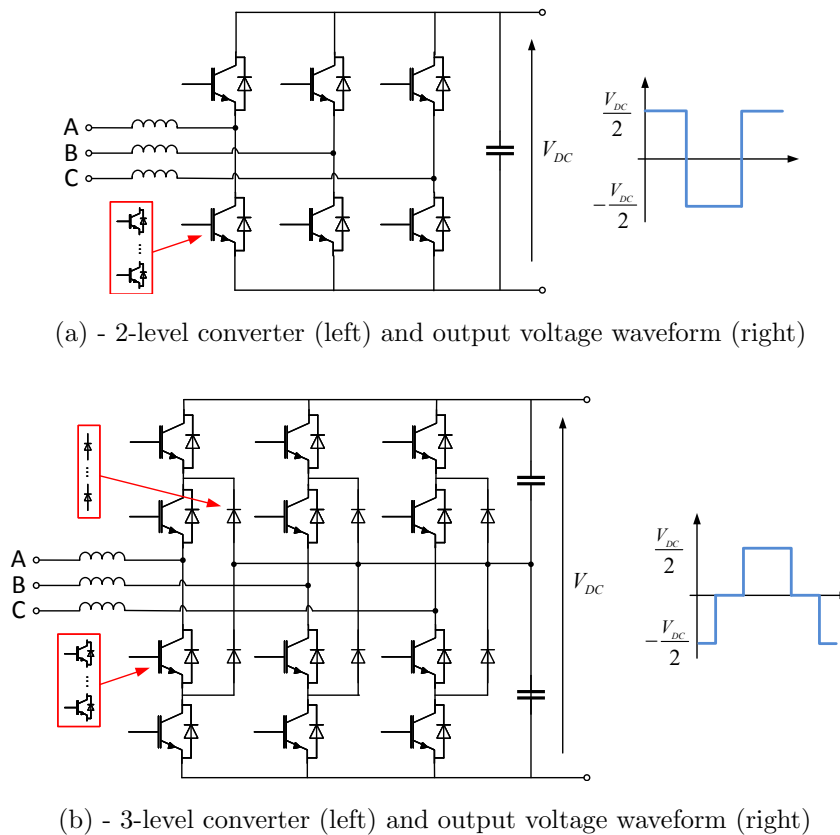 A
B
C
V_DC
V_DC/2
-V_DC/2
(a) - 2-level converter (left) and output voltage waveform (right)
A
B
C
V_DC
V_DC/2
-V_DC/2
(b) - 3-level converter (left) and output voltage waveform (right)